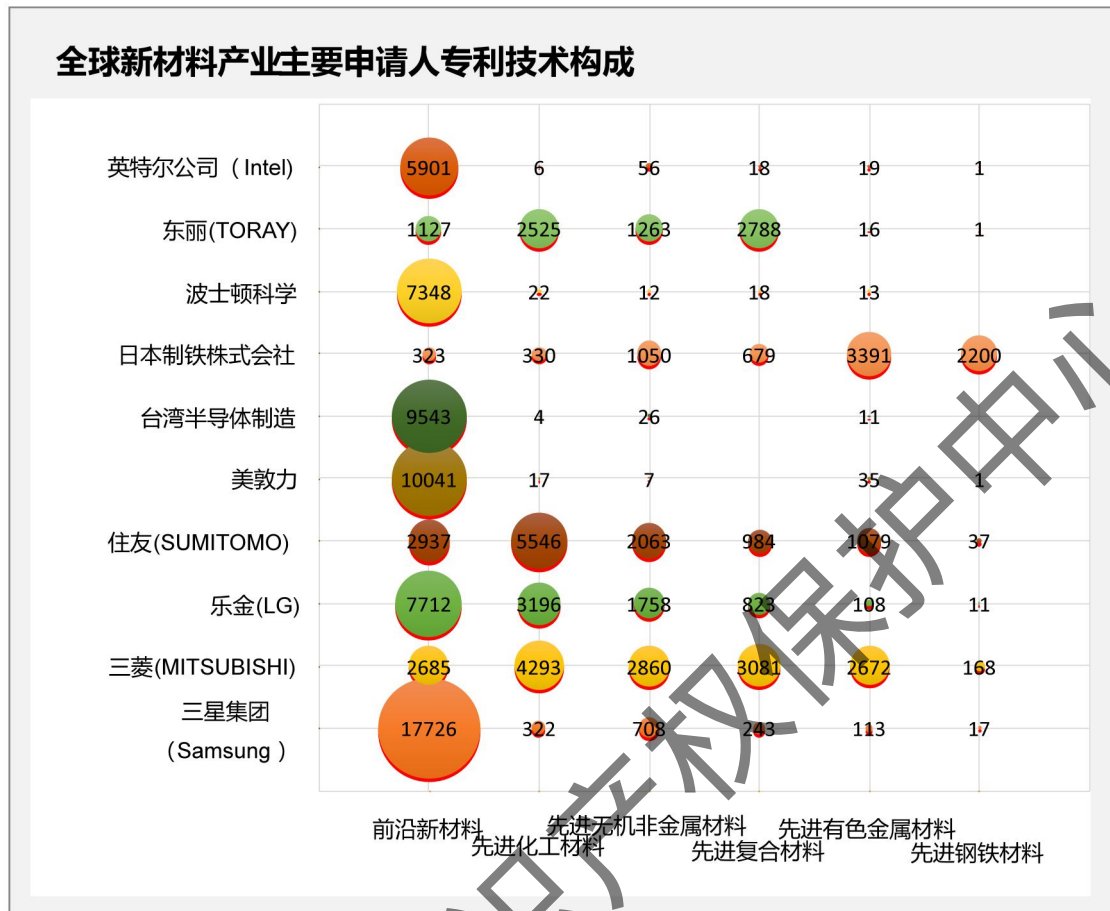 全球新材料产业主要申请人专利技术构成
英特尔公司（Intel) 5901 6 56 18 19 1
东丽(TORAY) 1127 2525 1263 2788 16 1
波士顿科学 7348 22 12 18 13
日本制铁株式会社 323 330 1050 679 3391 2200
台湾半导体制造 9543 4 26 11
美敦力 10041 17 7 35 1
住友(SUMITOMO) 2937 5546 2063 984 1079 37
乐金(LG) 7712 3196 1758 823 108 11
三菱(MITSUBISHI) 2685 4293 2860 3081 2672 168
三星集团
（Samsung ） 17726 322 708 243 113 17
前沿新材料 先进化工材料 先进无机非金属材料 先进复合材料 先进有色金属材料 先进钢铁材料
识产权保护中心